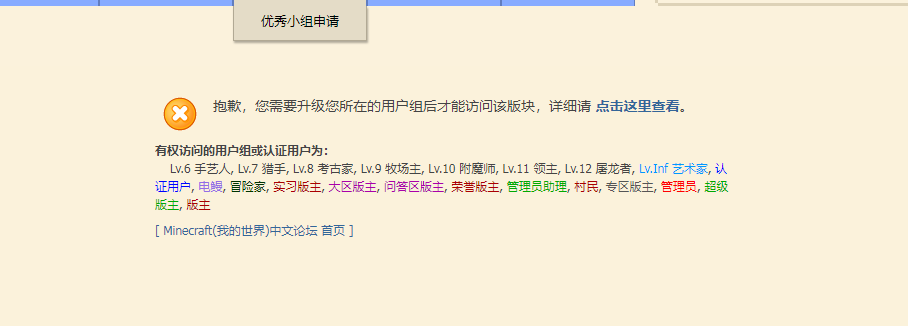 优秀小组申请
抱歉，您需要升级您所在的用户组后才能访问该版块，详细请 点击这里查看。
有权访问的用户组或认证用户为：
Lv.6 手艺人, Lv.7 猎手, Lv.8 考古家, Lv.9 牧场主, Lv.10 附魔师, Lv.11 领主, Lv.12 屠龙者, Lv.Inf 艺术家, 认
证用户, 电鳗, 冒险家, 实习版主, 大区版主, 问答区版主, 荣誉版主, 管理员助理, 村民, 专区版主, 管理员, 超级
版主, 版主
[ Minecraft(我的世界)中文论坛 首页 ]